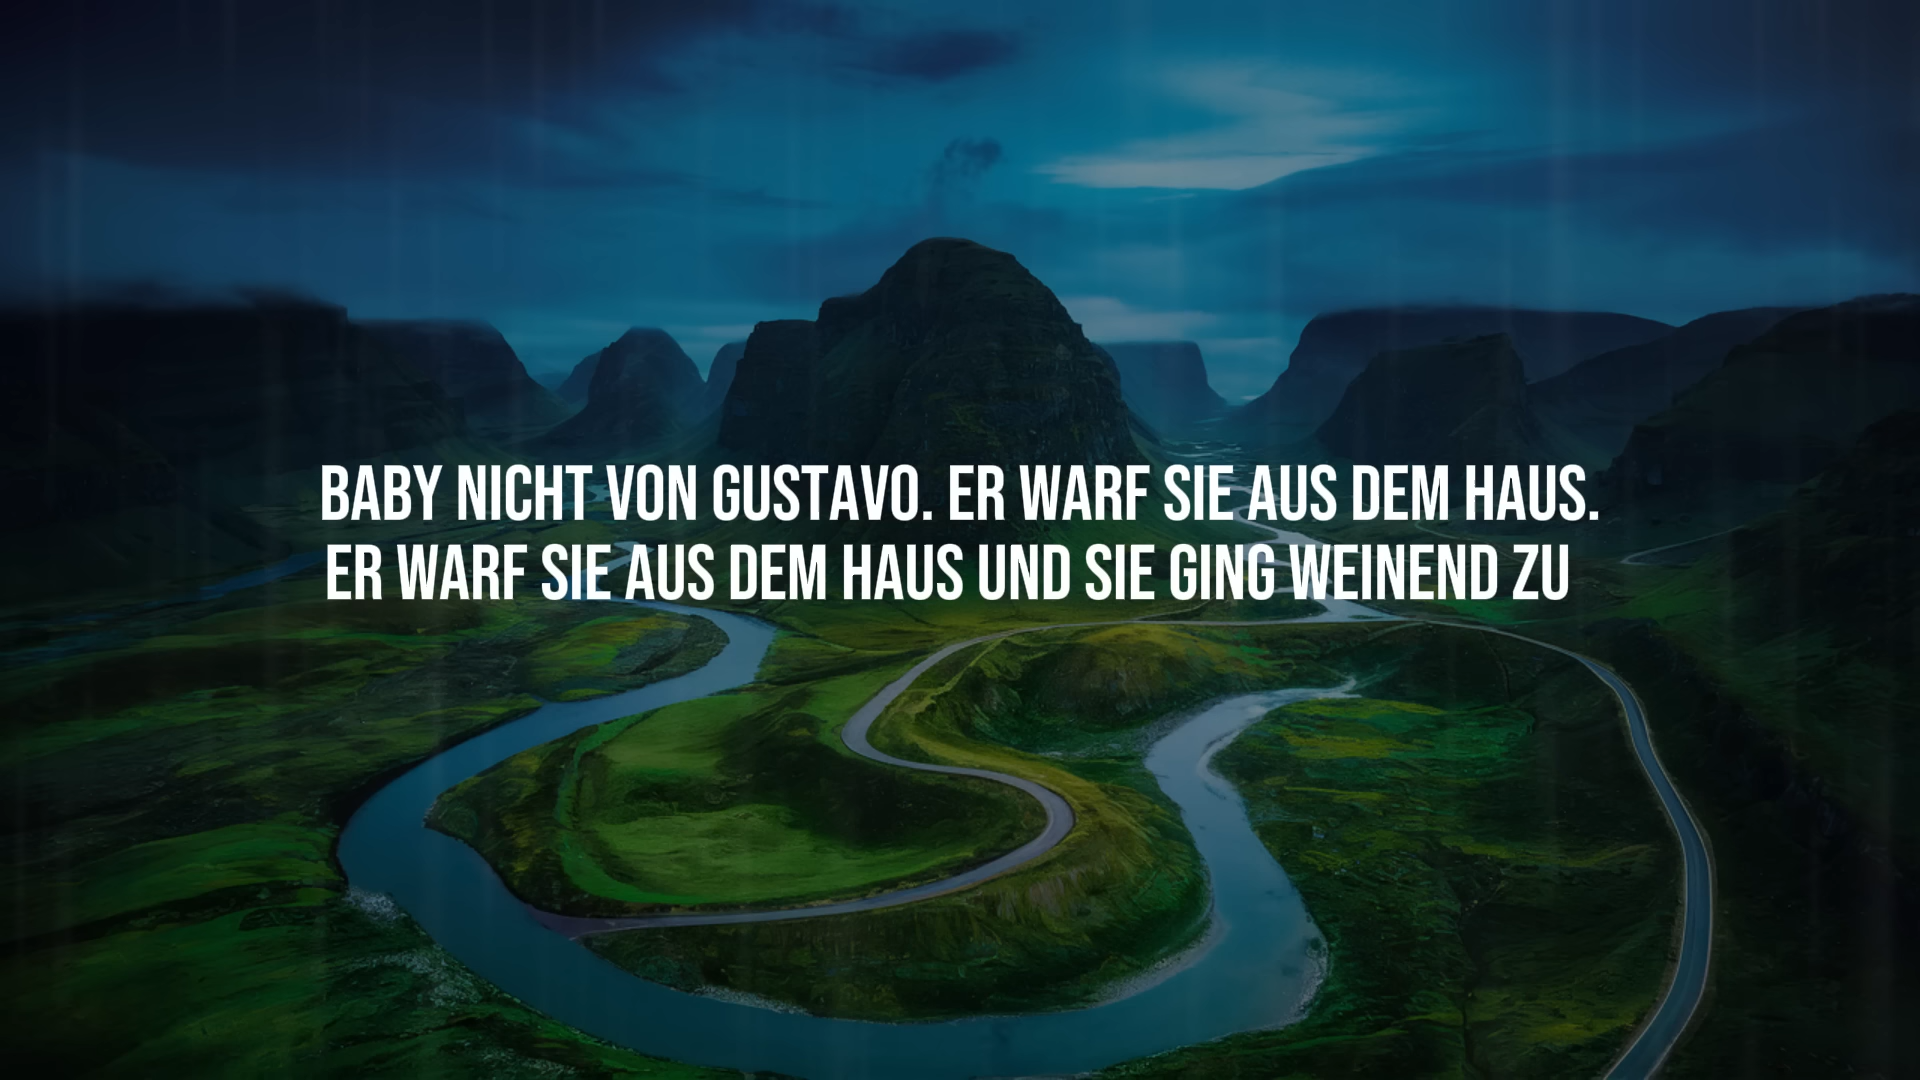 BABY NICHT VON GUSTAVO. ER WARF SIE AUS DEM HAUS.
ER WARF SIE AUS DEM HAUS UND SIE GING WEINEND ZU